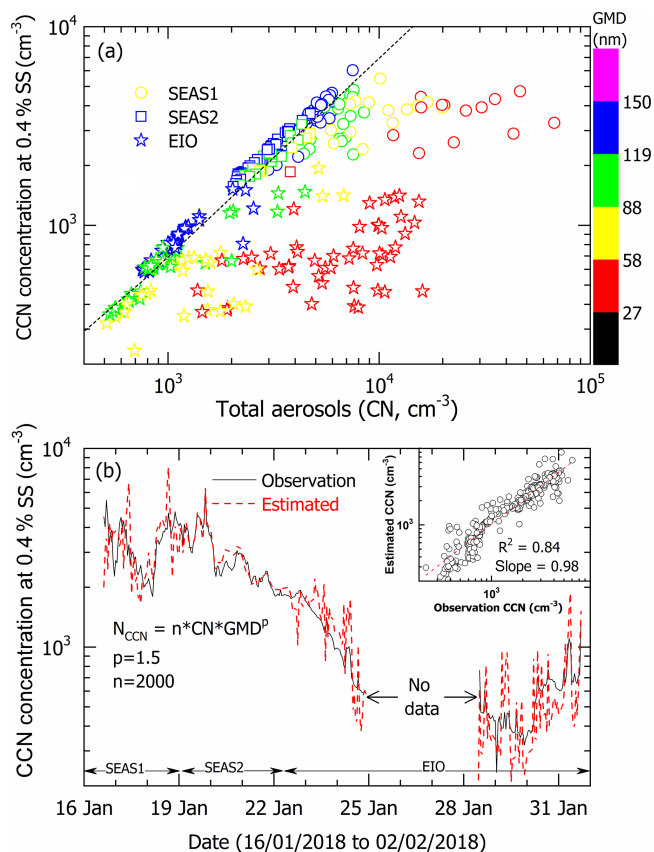 GMD
(nm)
(a)
10⁴
SEAS1
SEAS2
EIO
150
119
88
58
27
10³
CCN concentration at 0.4 % SS (cm⁻³)
10³
10⁴
10⁵
Total aerosols (CN, cm⁻³)
(b)
10⁴
Observation
Estimated
Estimated CCN (cm⁻³)
10³
R² = 0.84
Slope = 0.98
10³
Observation CCN (cm⁻³)
N_CCN = n*CN*GMD^p
p=1.5
n=2000
10³
No
data
CCN concentration at 0.4 % SS (cm⁻³)
SEAS1
SEAS2
EIO
16 Jan
19 Jan
22 Jan
25 Jan
28 Jan
31 Jan
Date (16/01/2018 to 02/02/2018)